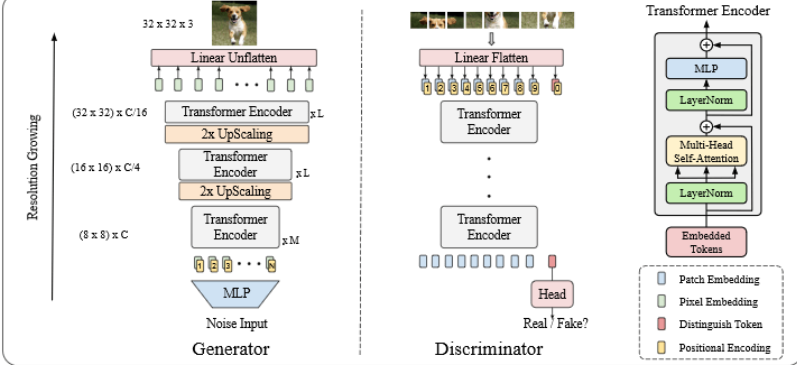 Resolution Growing
32 x 32 x 3
Linear Unflatten
(32 x 32) x C/16
Transformer Encoder
x L
2x UpScaling
(16 x 16) x C/4
Transformer
Encoder
x L
2x UpScaling
(8 x 8) x C
Transformer
Encoder
x M
1 2 3 N
MLP
Noise Input
Generator
Linear Flatten
1 2 3 4 5 6 7 8 9 0
Transformer
Encoder
Transformer
Encoder
Head
Real / Fake?
Discriminator
Transformer Encoder
MLP
LayerNorm
Multi-Head
Self-Attention
LayerNorm
Embedded
Tokens
Patch Embedding
Pixel Embedding
Distinguish Token
Positional Encoding